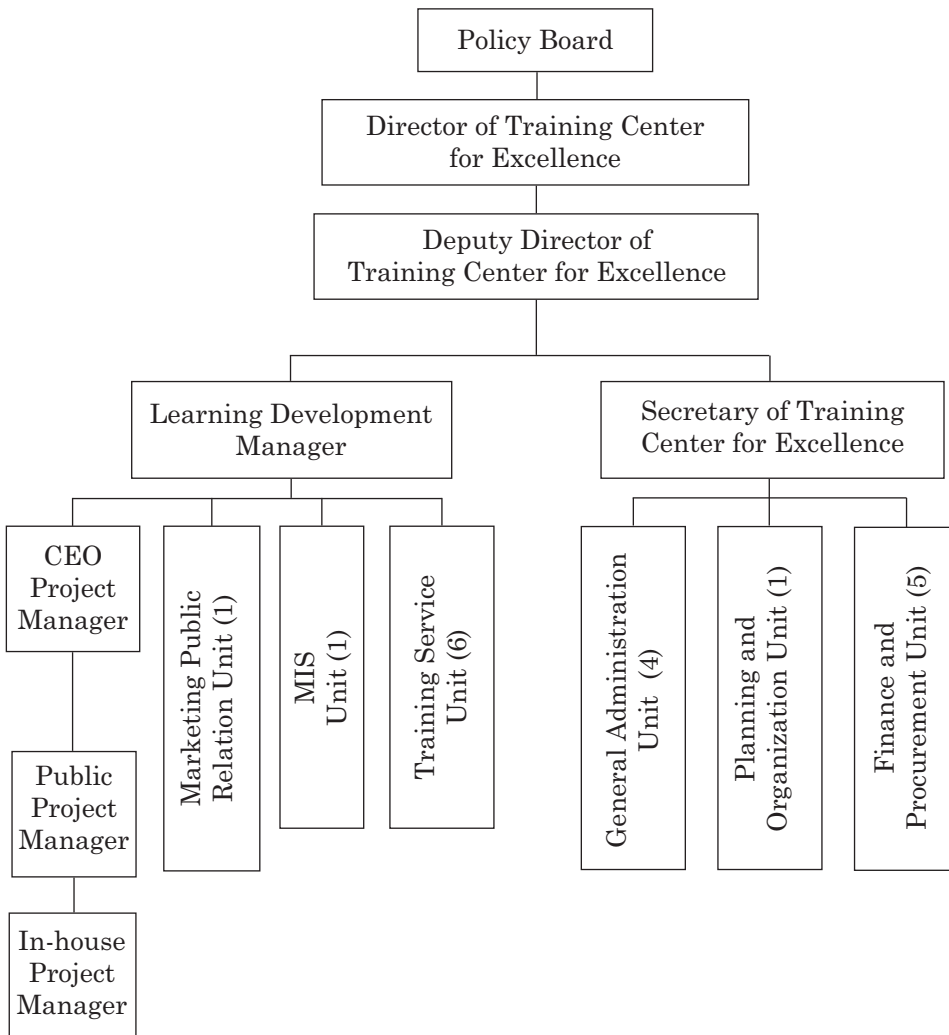 Policy Board
Director of Training Center
for Excellence
Deputy Director of
Training Center for Excellence
Learning Development
Manager
Secretary of Training
Center for Excellence
CEO
Project
Manager
Marketing Public
Relation Unit (1)
MIS
Unit (1)
Training Service
Unit (6)
General Administration
Unit (4)
Planning and
Organization Unit (1)
Finance and
Procurement Unit (5)
Public
Project
Manager
In-house
Project
Manager